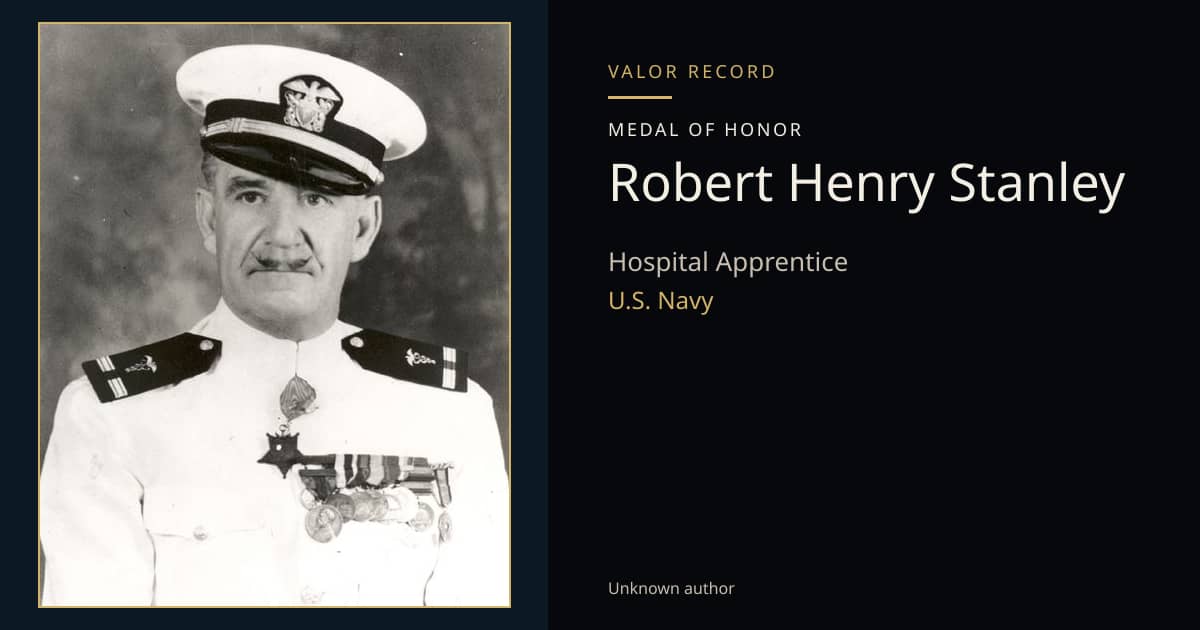 VALOR RECORD
MEDAL OF HONOR
Robert Henry Stanley
Hospital Apprentice
U.S. Navy
Unknown author